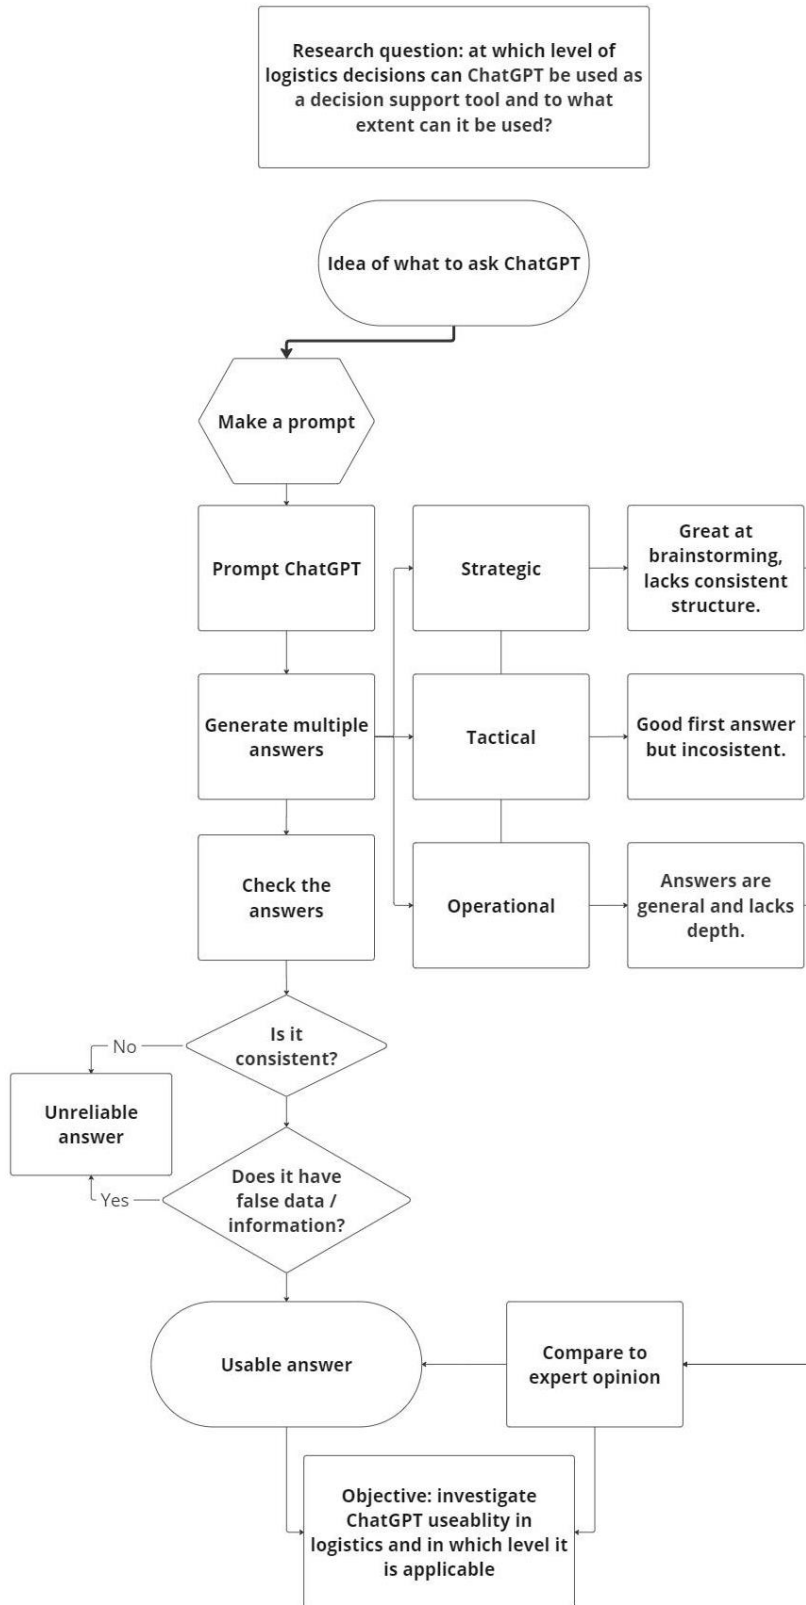 Research question: at which level of
logistics decisions can ChatGPT be used as
a decision support tool and to what
extent can it be used?
Idea of what to ask ChatGPT
Make a prompt
Prompt ChatGPT
Strategic
Great at
brainstorming,
lacks consistent
structure.
Generate multiple
answers
Tactical
Good first answer
but incosistent.
Check the
answers
Operational
Answers are
general and lacks
depth.
Is it
consistent?
No
Unreliable
answer
Does it have
false data /
information?
Yes
Usable answer
Compare to
expert opinion
Objective: investigate
ChatGPT useablity in
logistics and in which level it
is applicable